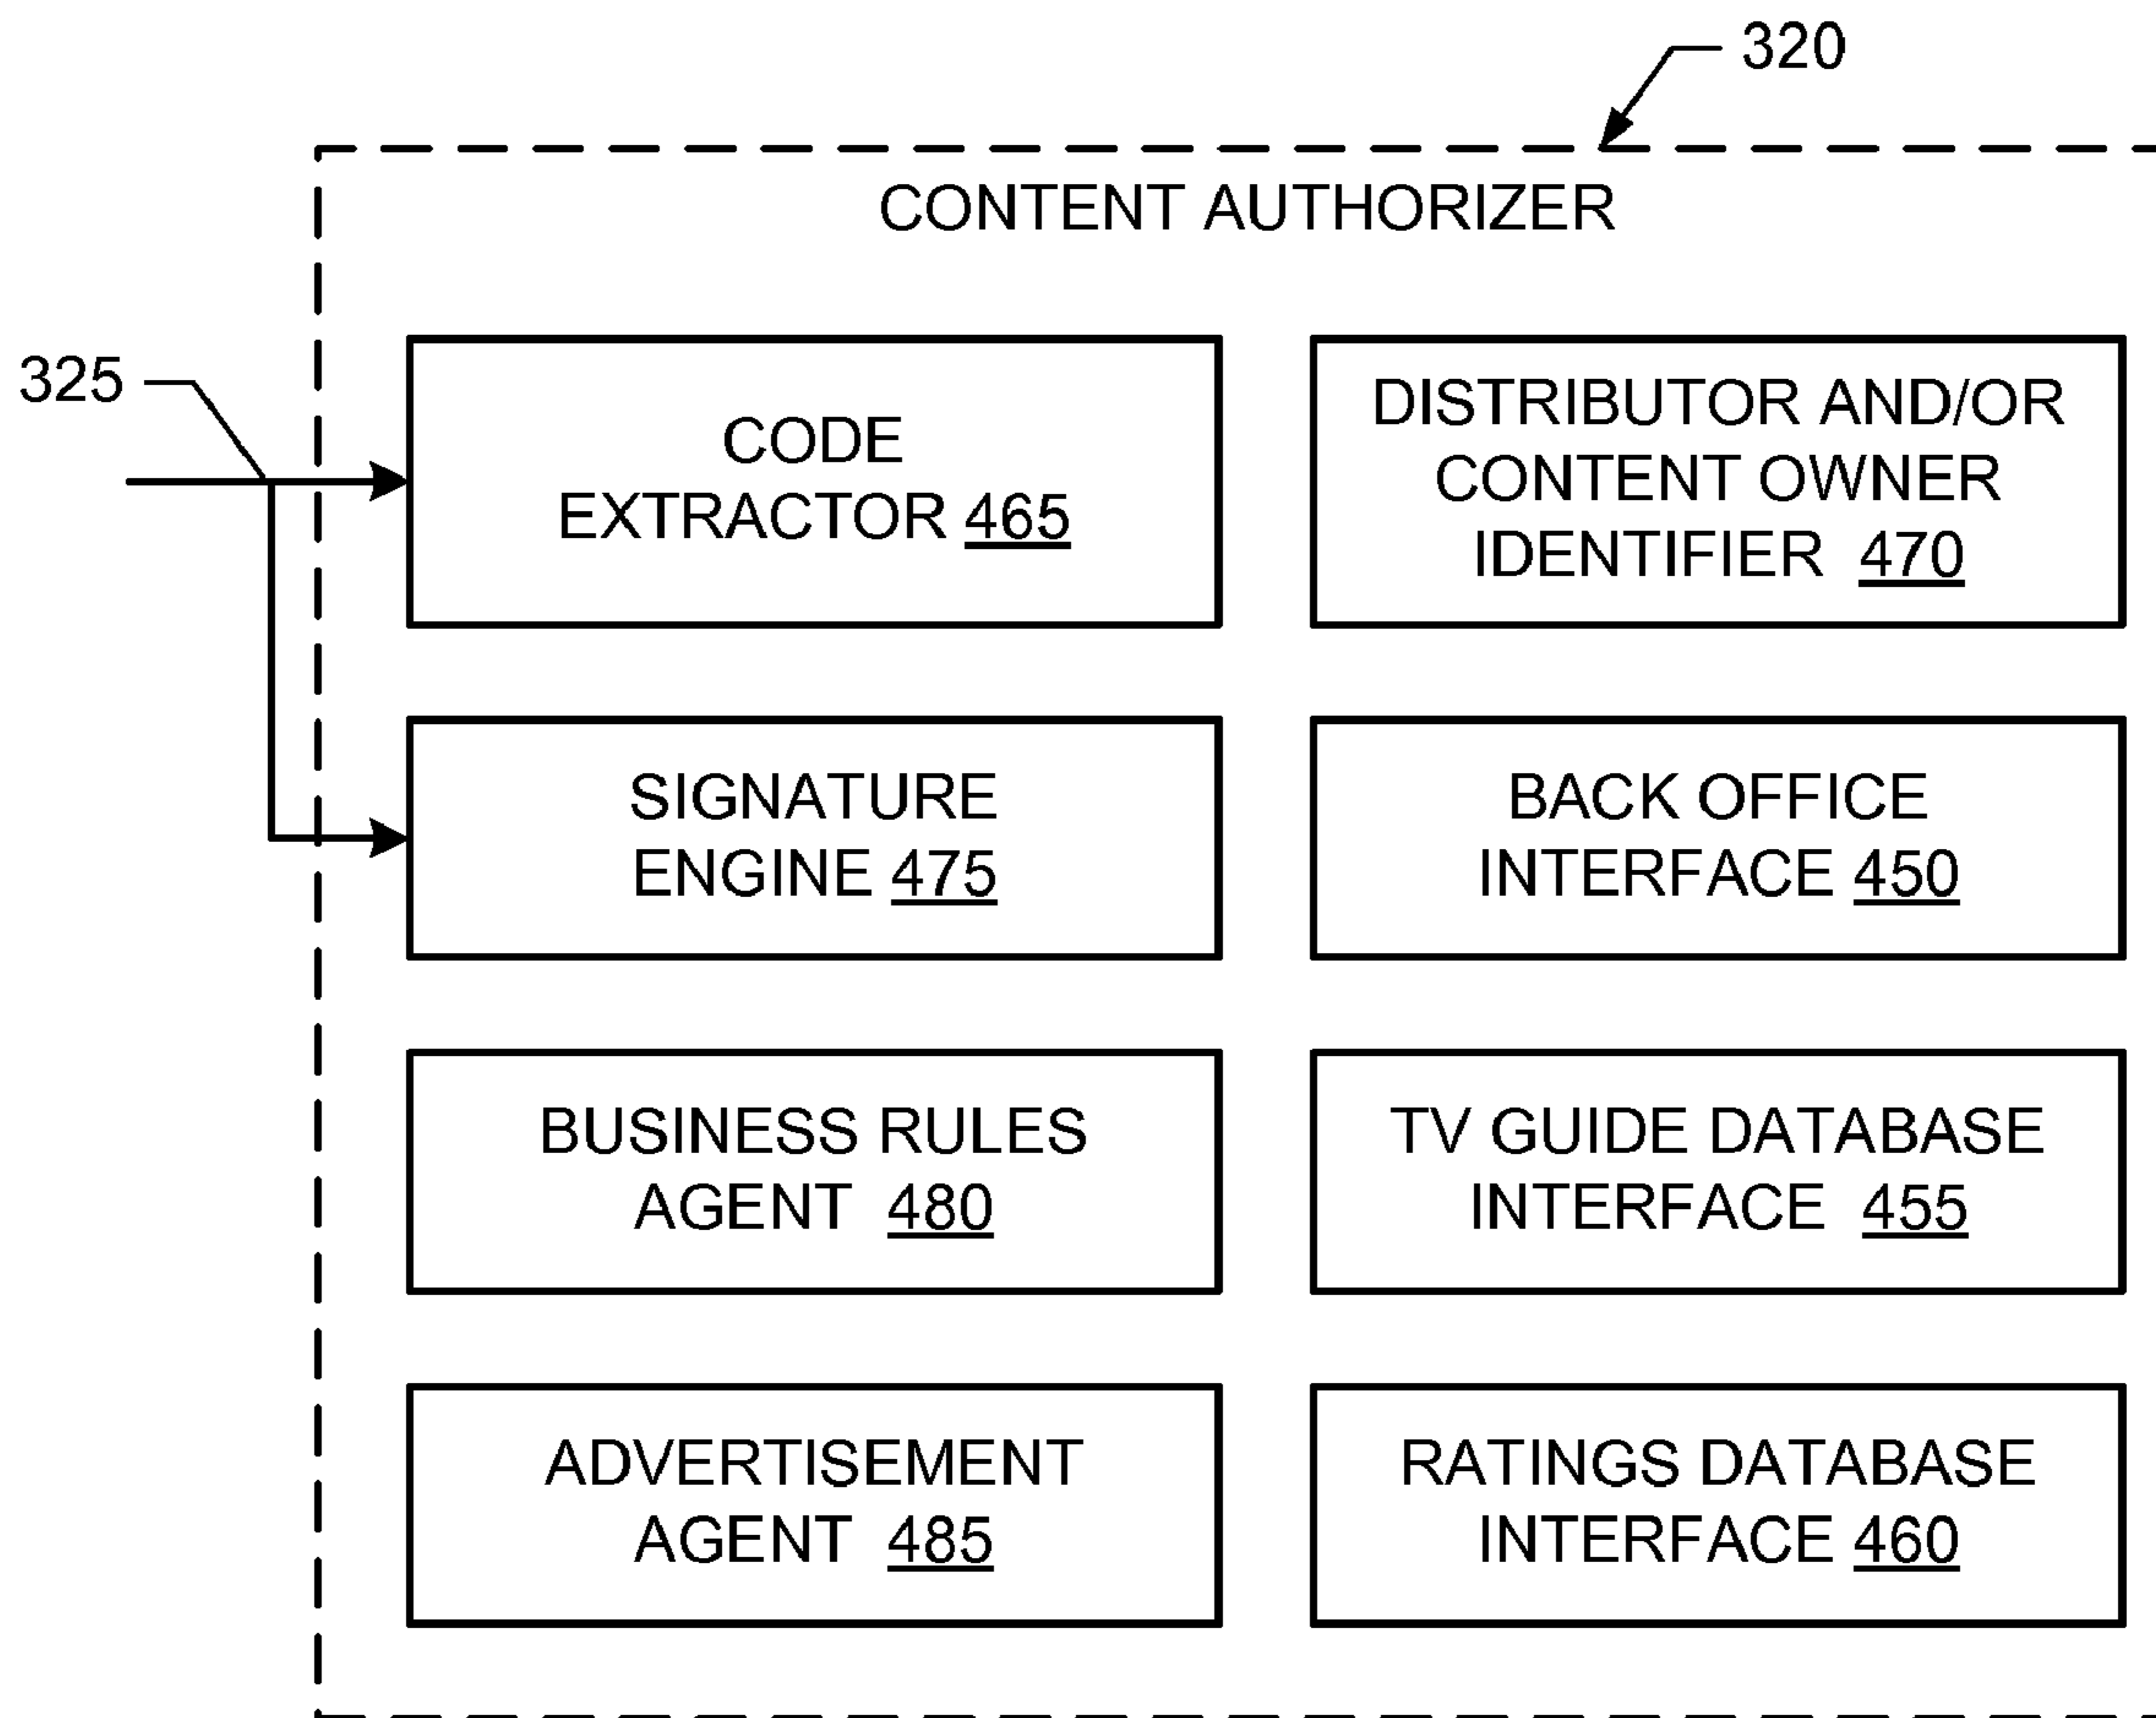 320
CONTENT AUTHORIZER
325
CODE
EXTRACTOR 465
DISTRIBUTOR AND/OR
CONTENT OWNER
IDENTIFIER 470
SIGNATURE
ENGINE 475
BACK OFFICE
INTERFACE 450
BUSINESS RULES
AGENT 480
TV GUIDE DATABASE
INTERFACE 455
ADVERTISEMENT
AGENT 485
RATINGS DATABASE
INTERFACE 460